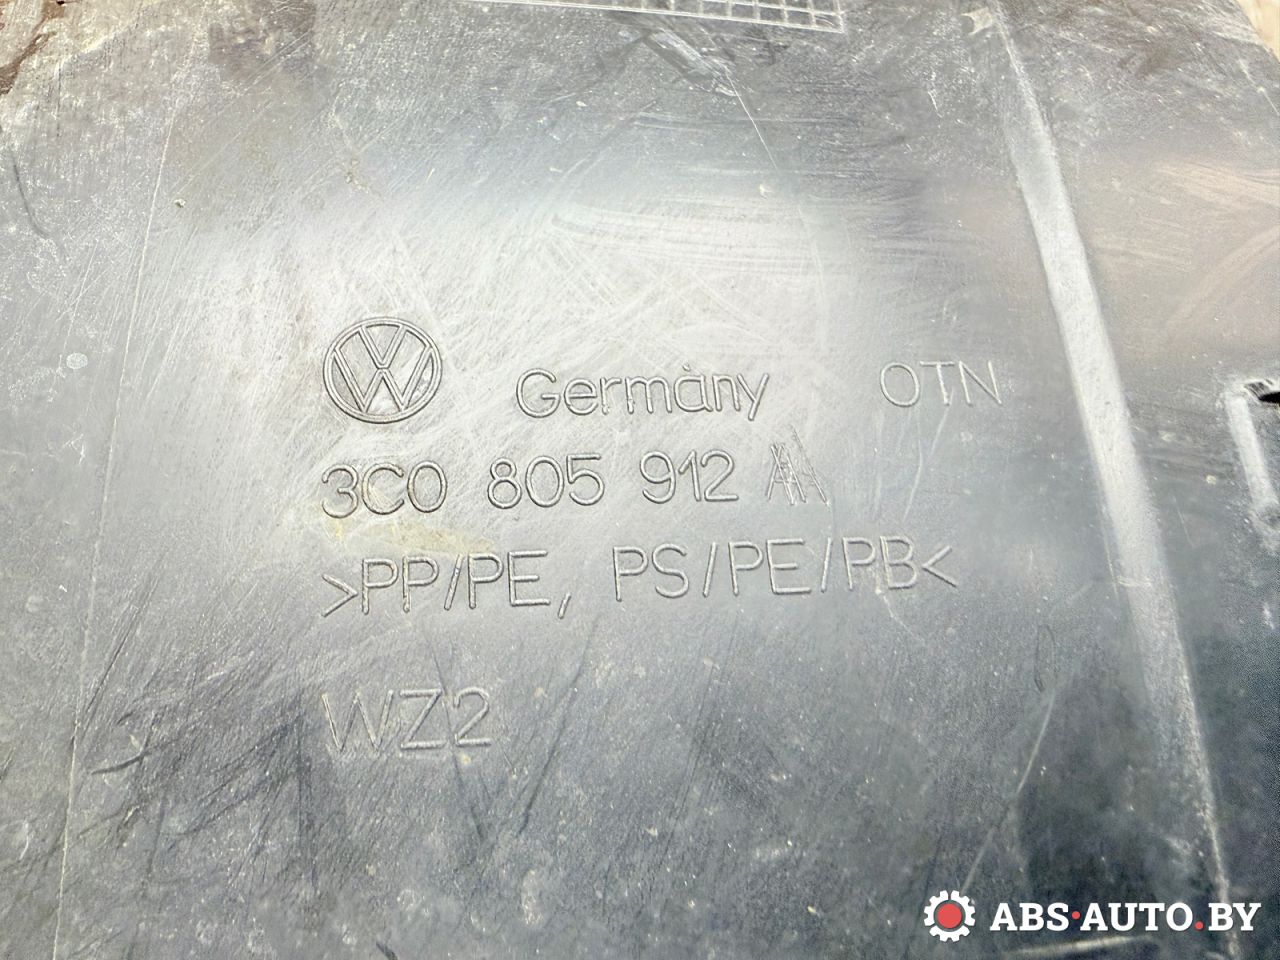 Germany OTN
3C0 805 912
>PP/PE, PS/PE/PB<
WZ2
ABS·AUTO.BY